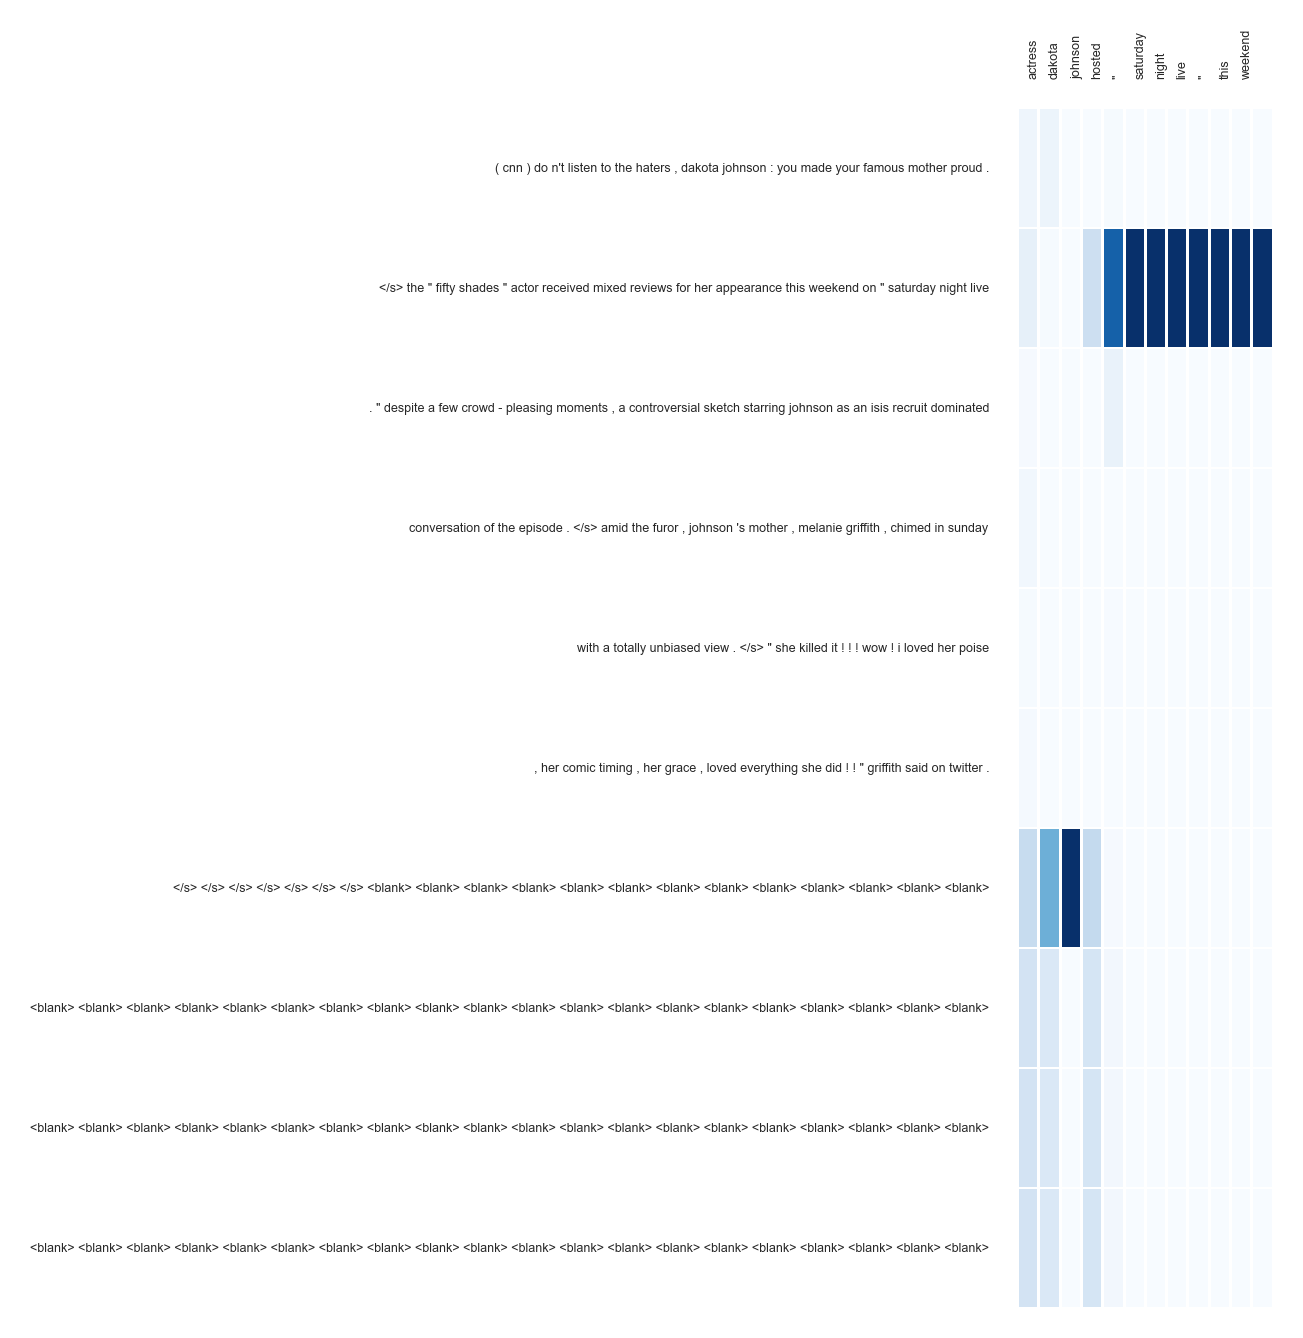 actress
dakota
johnson
hosted
"
saturday
night
live
"
this
weekend
( cnn ) do n't listen to the haters , dakota johnson : you made your famous mother proud .
</s> the " fifty shades " actor received mixed reviews for her appearance this weekend on " saturday night live
. " despite a few crowd - pleasing moments , a controversial sketch starring johnson as an isis recruit dominated
conversation of the episode . </s> amid the furor , johnson 's mother , melanie griffith , chimed in sunday
with a totally unbiased view . </s> " she killed it ! ! ! wow ! i loved her poise
, her comic timing , her grace , loved everything she did ! ! " griffith said on twitter .
</s> </s> </s> </s> </s> </s> </s> <blank> <blank> <blank> <blank> <blank> <blank> <blank> <blank> <blank> <blank> <blank> <blank> <blank>
<blank> <blank> <blank> <blank> <blank> <blank> <blank> <blank> <blank> <blank> <blank> <blank> <blank> <blank> <blank> <blank> <blank> <blank> <blank> <blank>
<blank> <blank> <blank> <blank> <blank> <blank> <blank> <blank> <blank> <blank> <blank> <blank> <blank> <blank> <blank> <blank> <blank> <blank> <blank> <blank>
<blank> <blank> <blank> <blank> <blank> <blank> <blank> <blank> <blank> <blank> <blank> <blank> <blank> <blank> <blank> <blank> <blank> <blank> <blank> <blank>